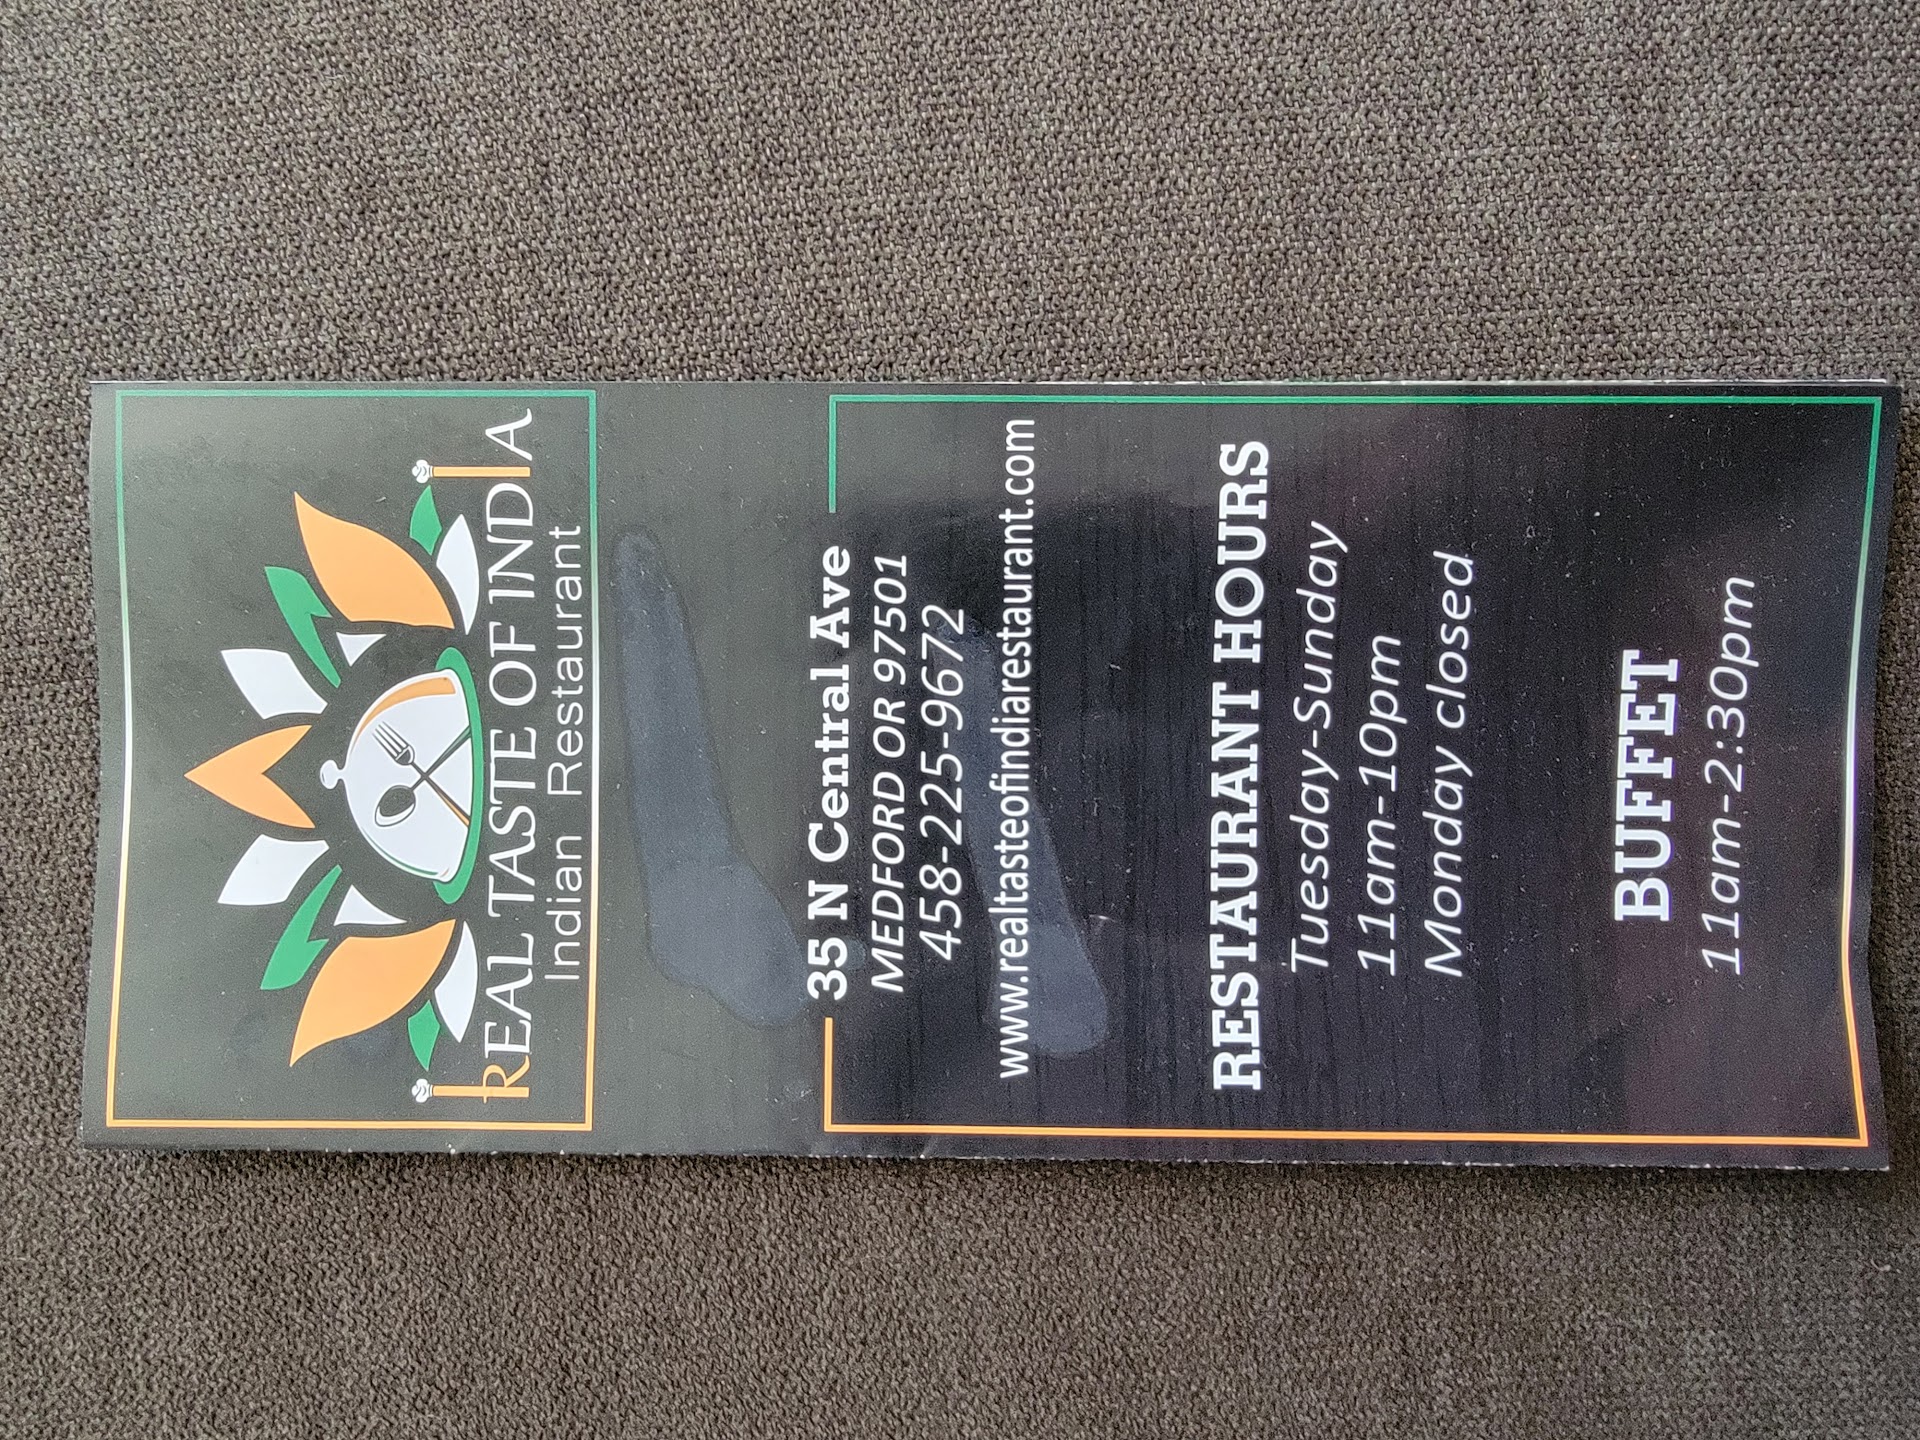 REAL TASTE OF INDIA
Indian Restaurant
35 N Central Ave
MEDFORD OR 97501
458-225-9672
www.realtasteofindiarestaurant.com
RESTAURANT HOURS
Tuesday-Sunday
11am-10pm
Monday closed
BUFFET
11am-2:30pm